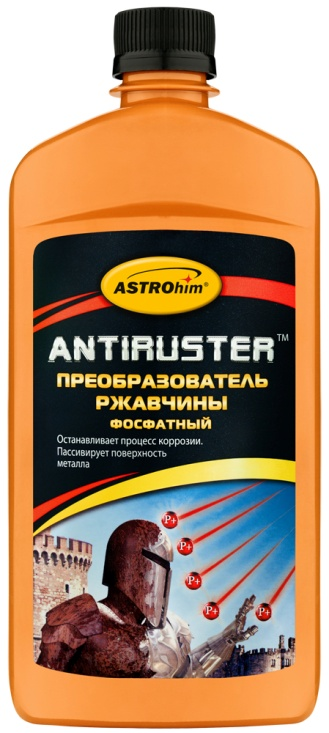 ASTROhim®
ANTIRUSTER™
ПРЕОБРАЗОВАТЕЛЬ
РЖАВЧИНЫ
ФОСФАТНЫЙ
Останавливает процесс коррозии.
Пассивирует поверхность
металла
P+
P+
P+
P+
P+